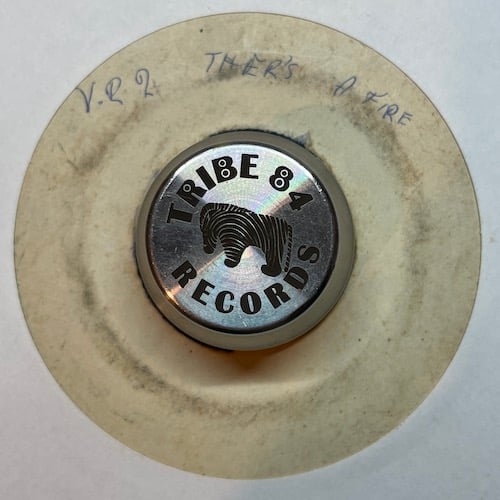 V.R 2 THER'S A FIRE
TRIBE 84
RECORDS